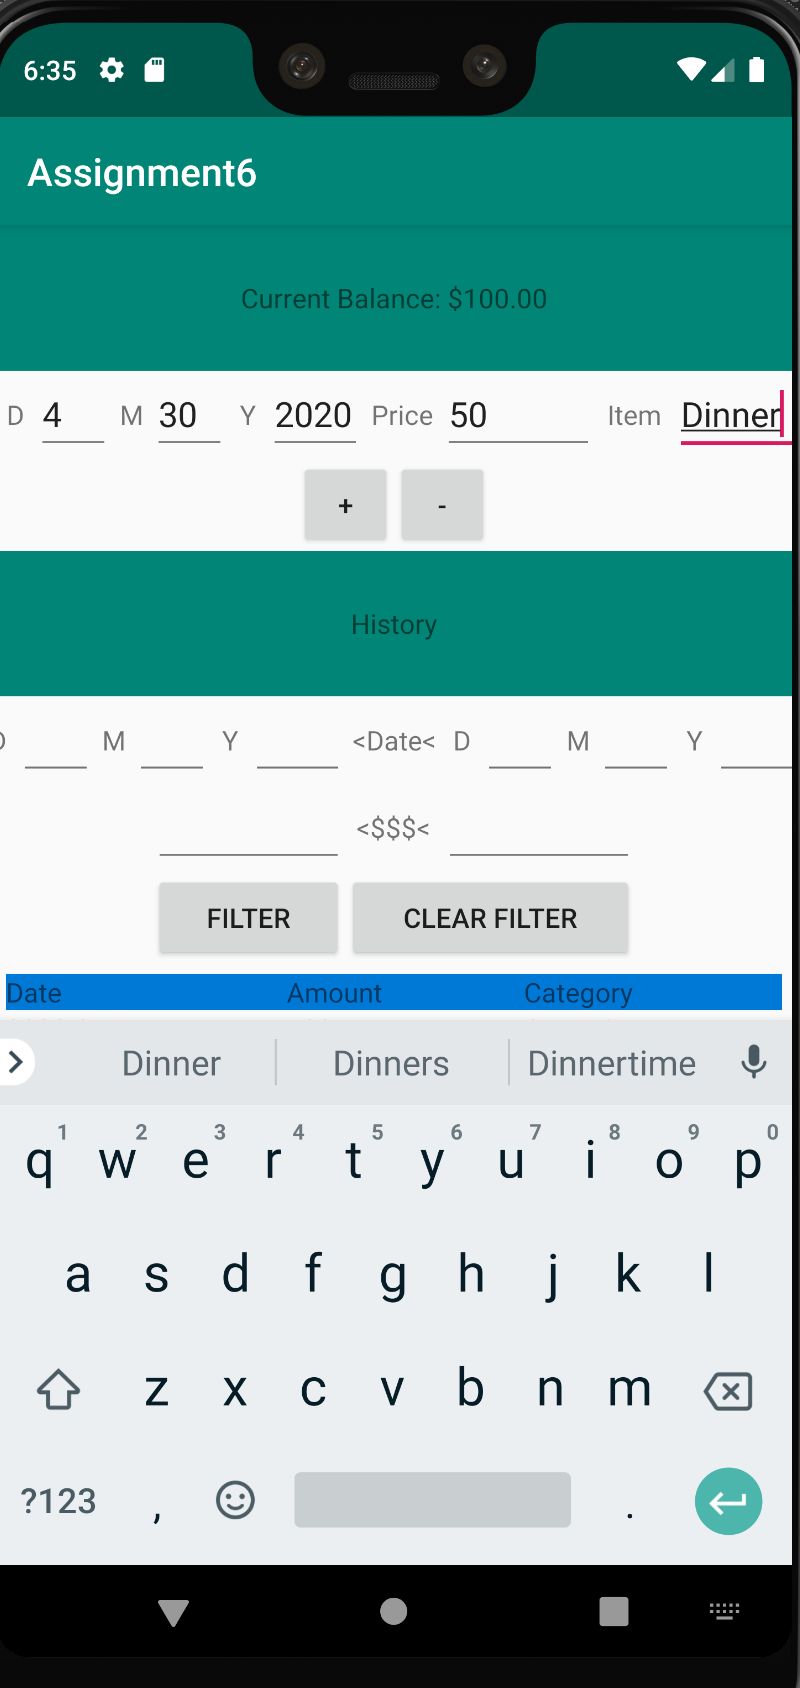 6:35
Assignment6
Current Balance: $100.00
D 4 M 30 Y 2020 Price 50 Item Dinner
+ -
History
D M Y <Date< D M Y
<$$$<
FILTER CLEAR FILTER
Date Amount Category
Dinner Dinners Dinnertime
1 2 3 4 5 6 7 8 9 0
q w e r t y u i o p
a s d f g h j k l
z x c v b n m
?123 , .